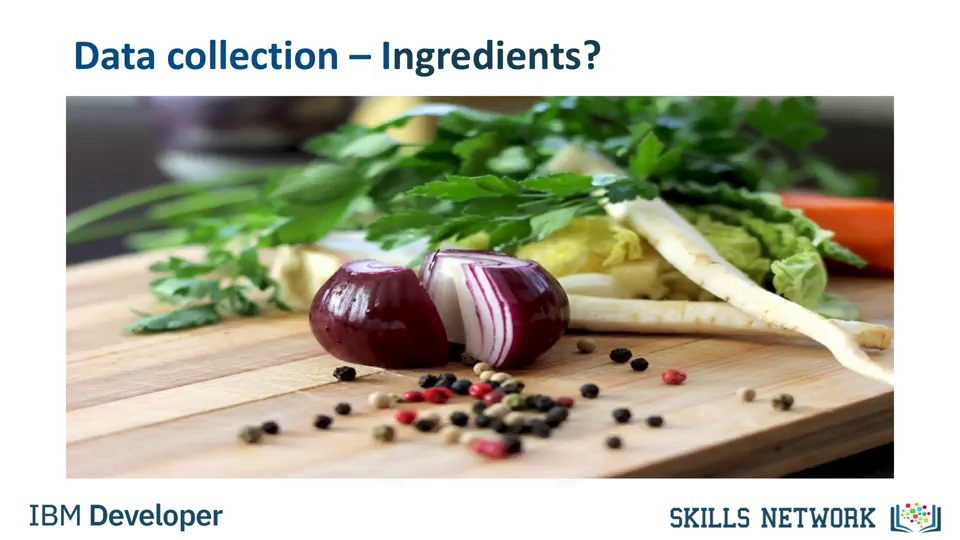 Data collection – Ingredients?
IBM Developer
SKILLS NETWORK